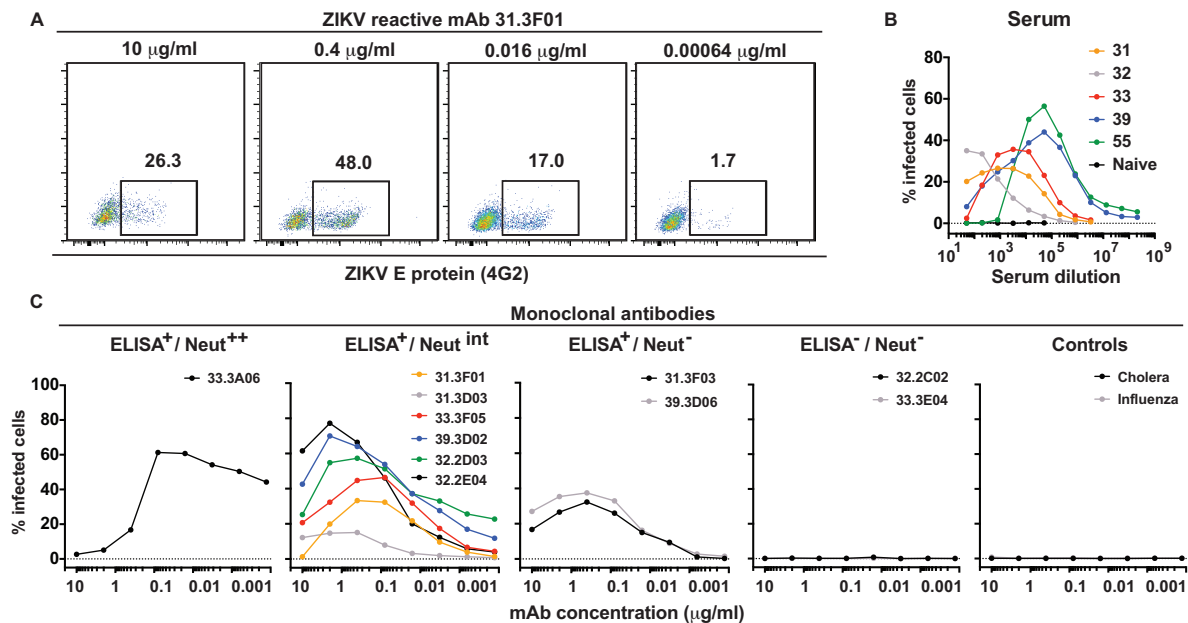 A
ZIKV reactive mAb 31.3F01
10 μg/ml
0.4 μg/ml
0.016 μg/ml
0.00064 μg/ml
26.3
48.0
17.0
1.7
ZIKV E protein (4G2)
B
Serum
% infected cells
80
60
40
20
0
10¹ 10³ 10⁵ 10⁷ 10⁹
Serum dilution
31
32
33
39
55
Naive
C
Monoclonal antibodies
ELISA⁺ / Neut⁺⁺
ELISA⁺ / Neut int
ELISA⁺ / Neut⁻
ELISA⁻ / Neut⁻
Controls
% infected cells
100
80
60
40
20
0
33.3A06
10 1 0.1 0.01 0.001
31.3F01
31.3D03
33.3F05
39.3D02
32.2D03
32.2E04
10 1 0.1 0.01 0.001
31.3F03
39.3D06
10 1 0.1 0.01 0.001
32.2C02
33.3E04
10 1 0.1 0.01 0.001
Cholera
Influenza
10 1 0.1 0.01 0.001
mAb concentration (μg/ml)